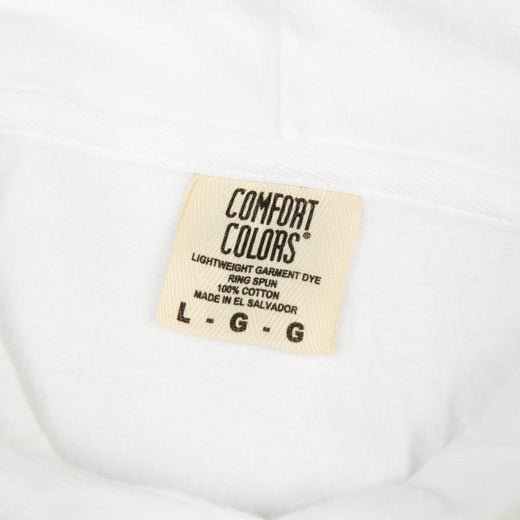 COMFORT
COLORS®
LIGHTWEIGHT GARMENT DYE
RING SPUN
100% COTTON
MADE IN EL SALVADOR
L - G - G